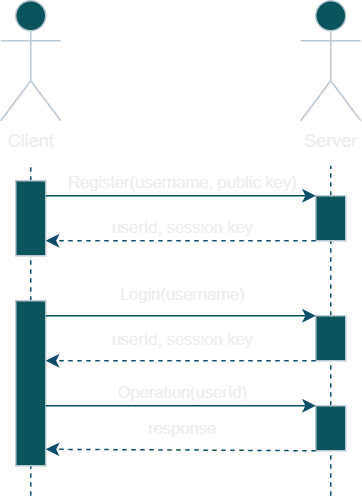 Client
Server
Register(username, public key)
userId, session key
Login(username)
userId, session key
Operation(userId)
response